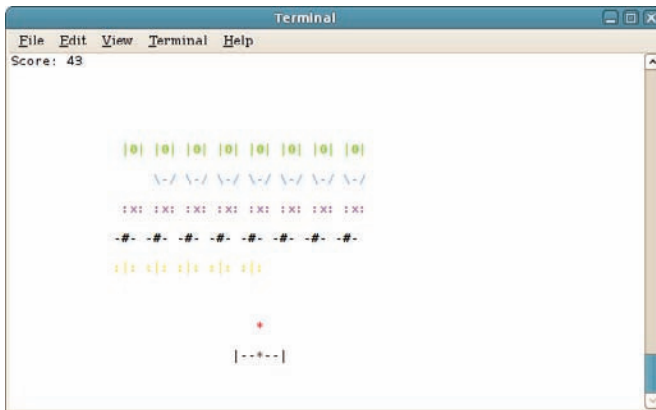 Terminal
File Edit View Terminal Help
Score: 43
|0| |0| |0| |0| |0| |0| |0| |0|
\-/ \-/ \-/ \-/ \-/ \-/ \-/
:x: :x: :x: :x: :x: :x: :x: :x:
-#- -#- -#- -#- -#- -#- -#- -#-
:|: :|: :|: :|: :|:
*
|--*--|